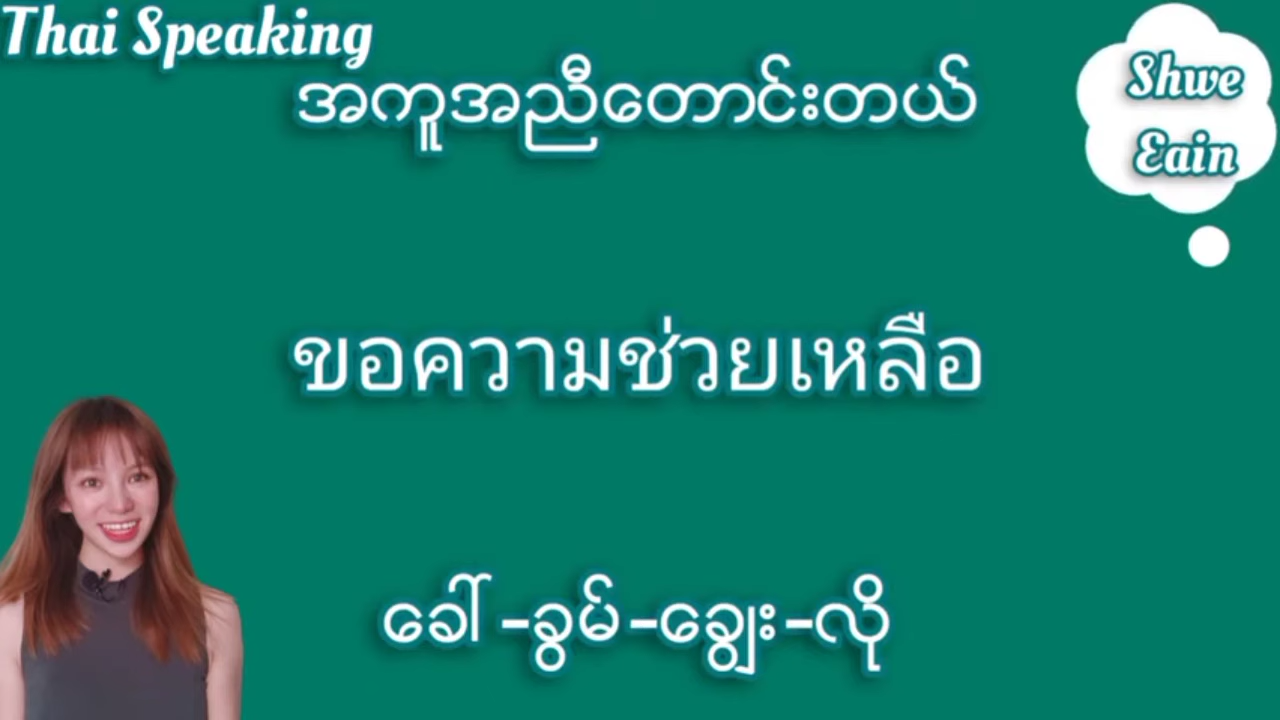 Thai Speaking
အကူအညီတောင်းတယ်
Shwe
Eain
ขอความช่วยเหลือ
ခေါ် -ခွမ်-ချွေး-လို